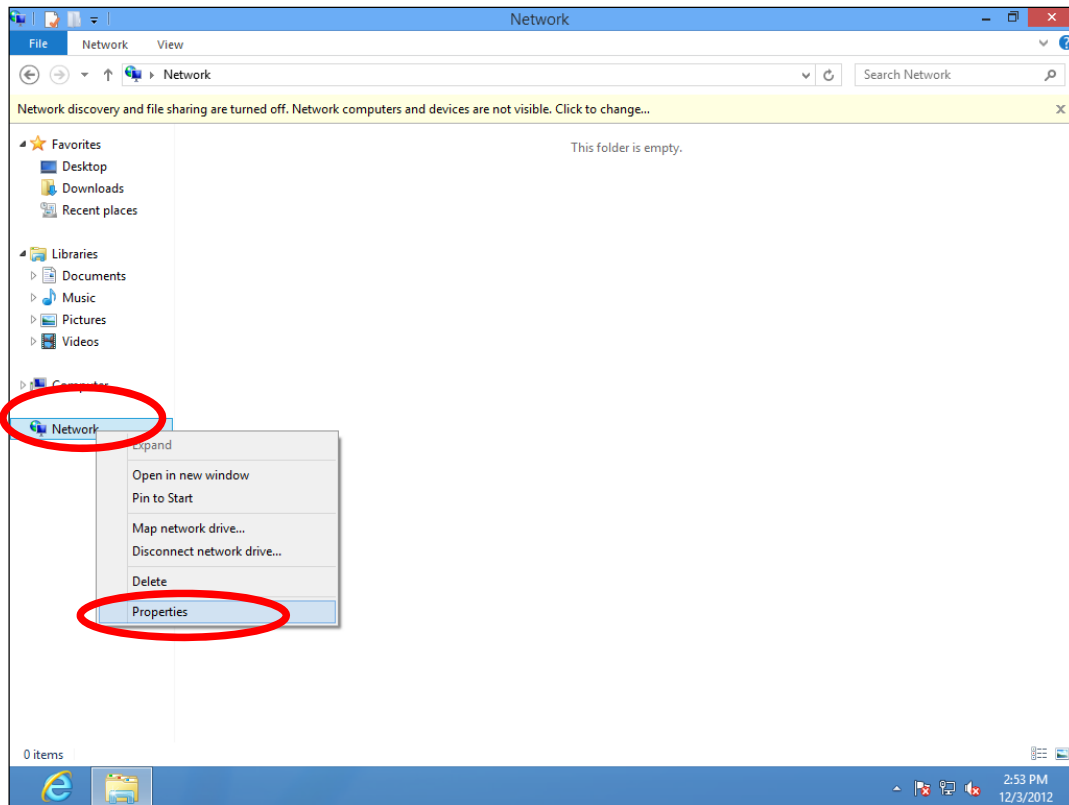 Network
File Network View
Network
Search Network
Network discovery and file sharing are turned off. Network computers and devices are not visible. Click to change...
This folder is empty.
Favorites
Desktop
Downloads
Recent places
Libraries
Documents
Music
Pictures
Videos
Computer
Network
Expand
Open in new window
Pin to Start
Map network drive...
Disconnect network drive...
Delete
Properties
0 items
2:53 PM
12/3/2012